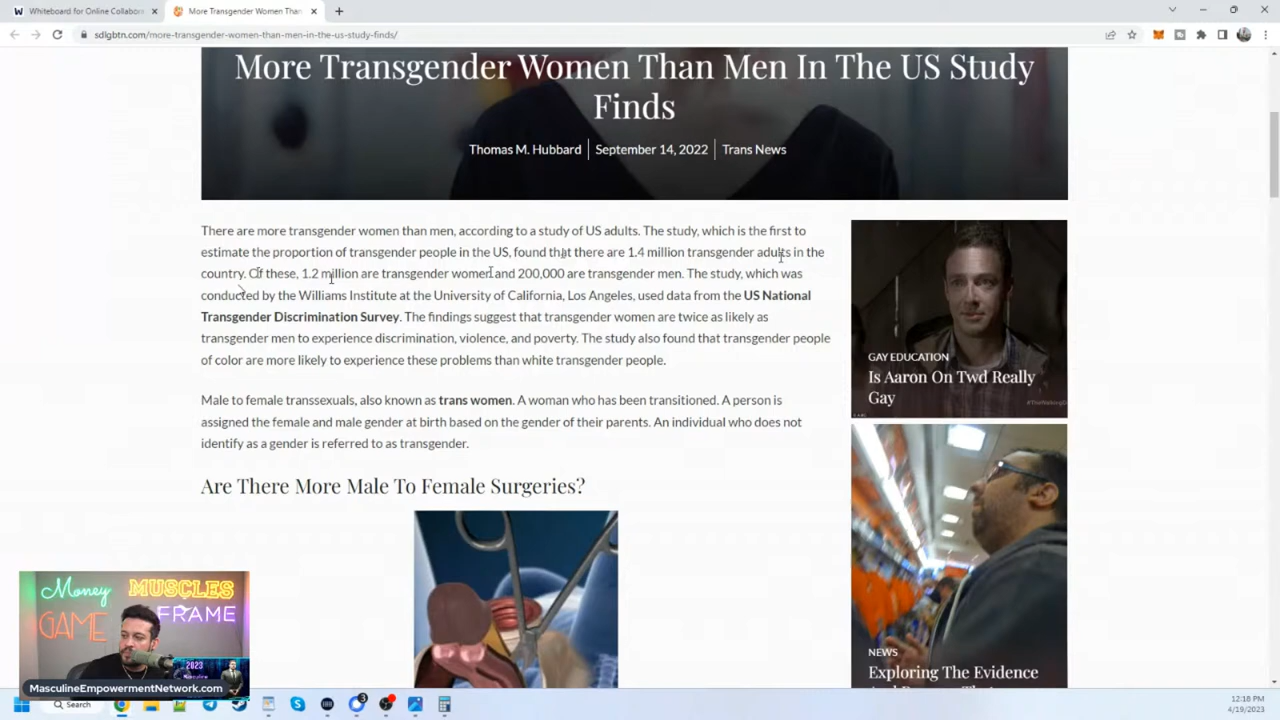 Whiteboard for Online Collabora
More Transgender Women Than
sdlgbtn.com/more-transgender-women-than-men-in-the-us-study-finds/
More Transgender Women Than Men In The US Study
Finds
Thomas M. Hubbard
September 14, 2022
Trans News
There are more transgender women than men, according to a study of US adults. The study, which is the first to
estimate the proportion of transgender people in the US, found that there are 1.4 million transgender adults in the
country. Of these, 1.2 million are transgender women and 200,000 are transgender men. The study, which was
conducted by the Williams Institute at the University of California, Los Angeles, used data from the US National
Transgender Discrimination Survey. The findings suggest that transgender women are twice as likely as
transgender men to experience discrimination, violence, and poverty. The study also found that transgender people
of color are more likely to experience these problems than white transgender people.
Male to female transsexuals, also known as trans women. A woman who has been transitioned. A person is
assigned the female and male gender at birth based on the gender of their parents. An individual who does not
identify as a gender is referred to as transgender.
Are There More Male To Female Surgeries?
GAY EDUCATION
Is Aaron On Twd Really
Gay
NEWS
Exploring The Evidence
Money
MUSCLES
GAME
FRAME
2023
MasculineEmpowermentNetwork.com
Search
3
12:18 PM
4/19/2023